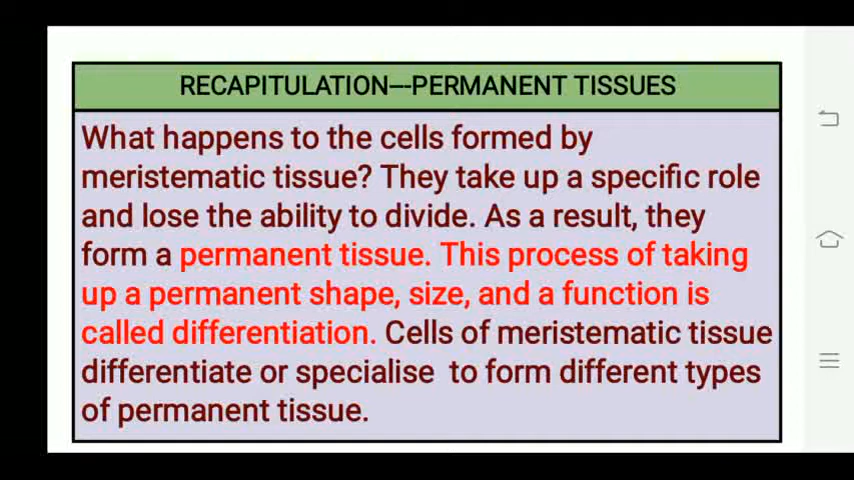 RECAPITULATION—-PERMANENT TISSUES
What happens to the cells formed by
meristematic tissue? They take up a specific role
and lose the ability to divide. As a result, they
form a permanent tissue. This process of taking
up a permanent shape, size, and a function is
called differentiation. Cells of meristematic tissue
differentiate or specialise  to form different types
of permanent tissue.